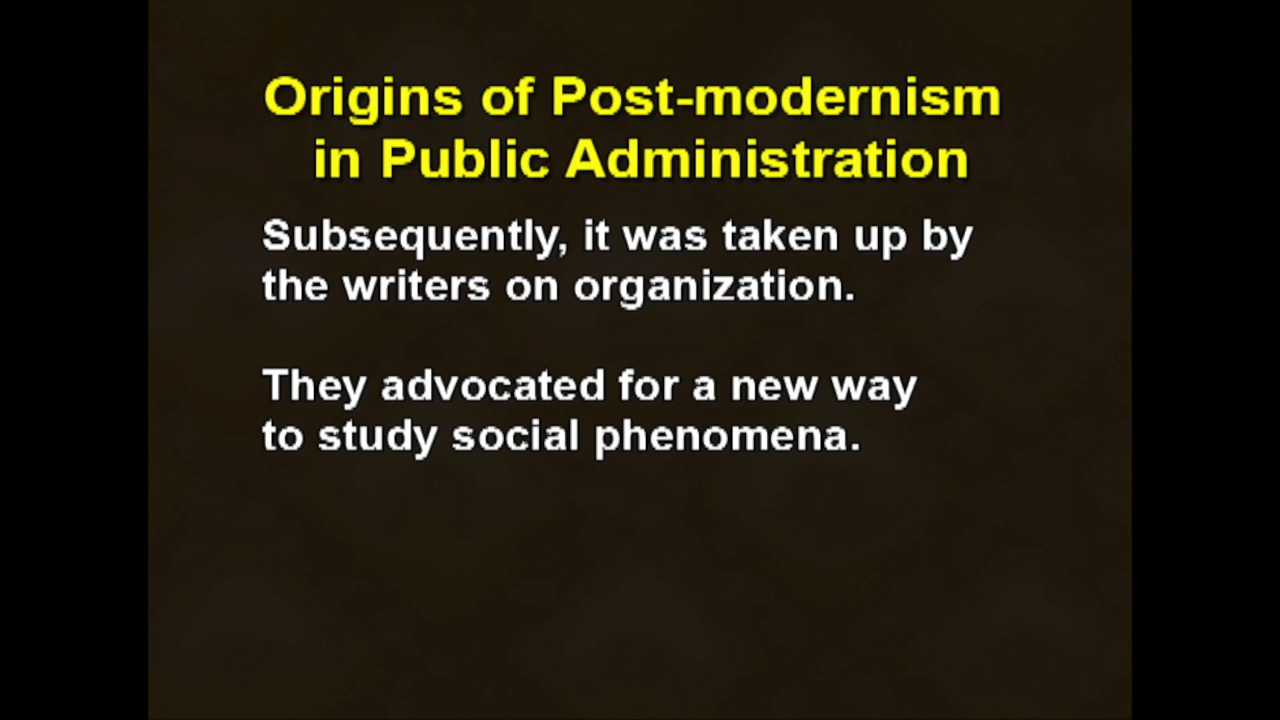 Origins of Post-modernism
in Public Administration
Subsequently, it was taken up by
the writers on organization.
They advocated for a new way
to study social phenomena.